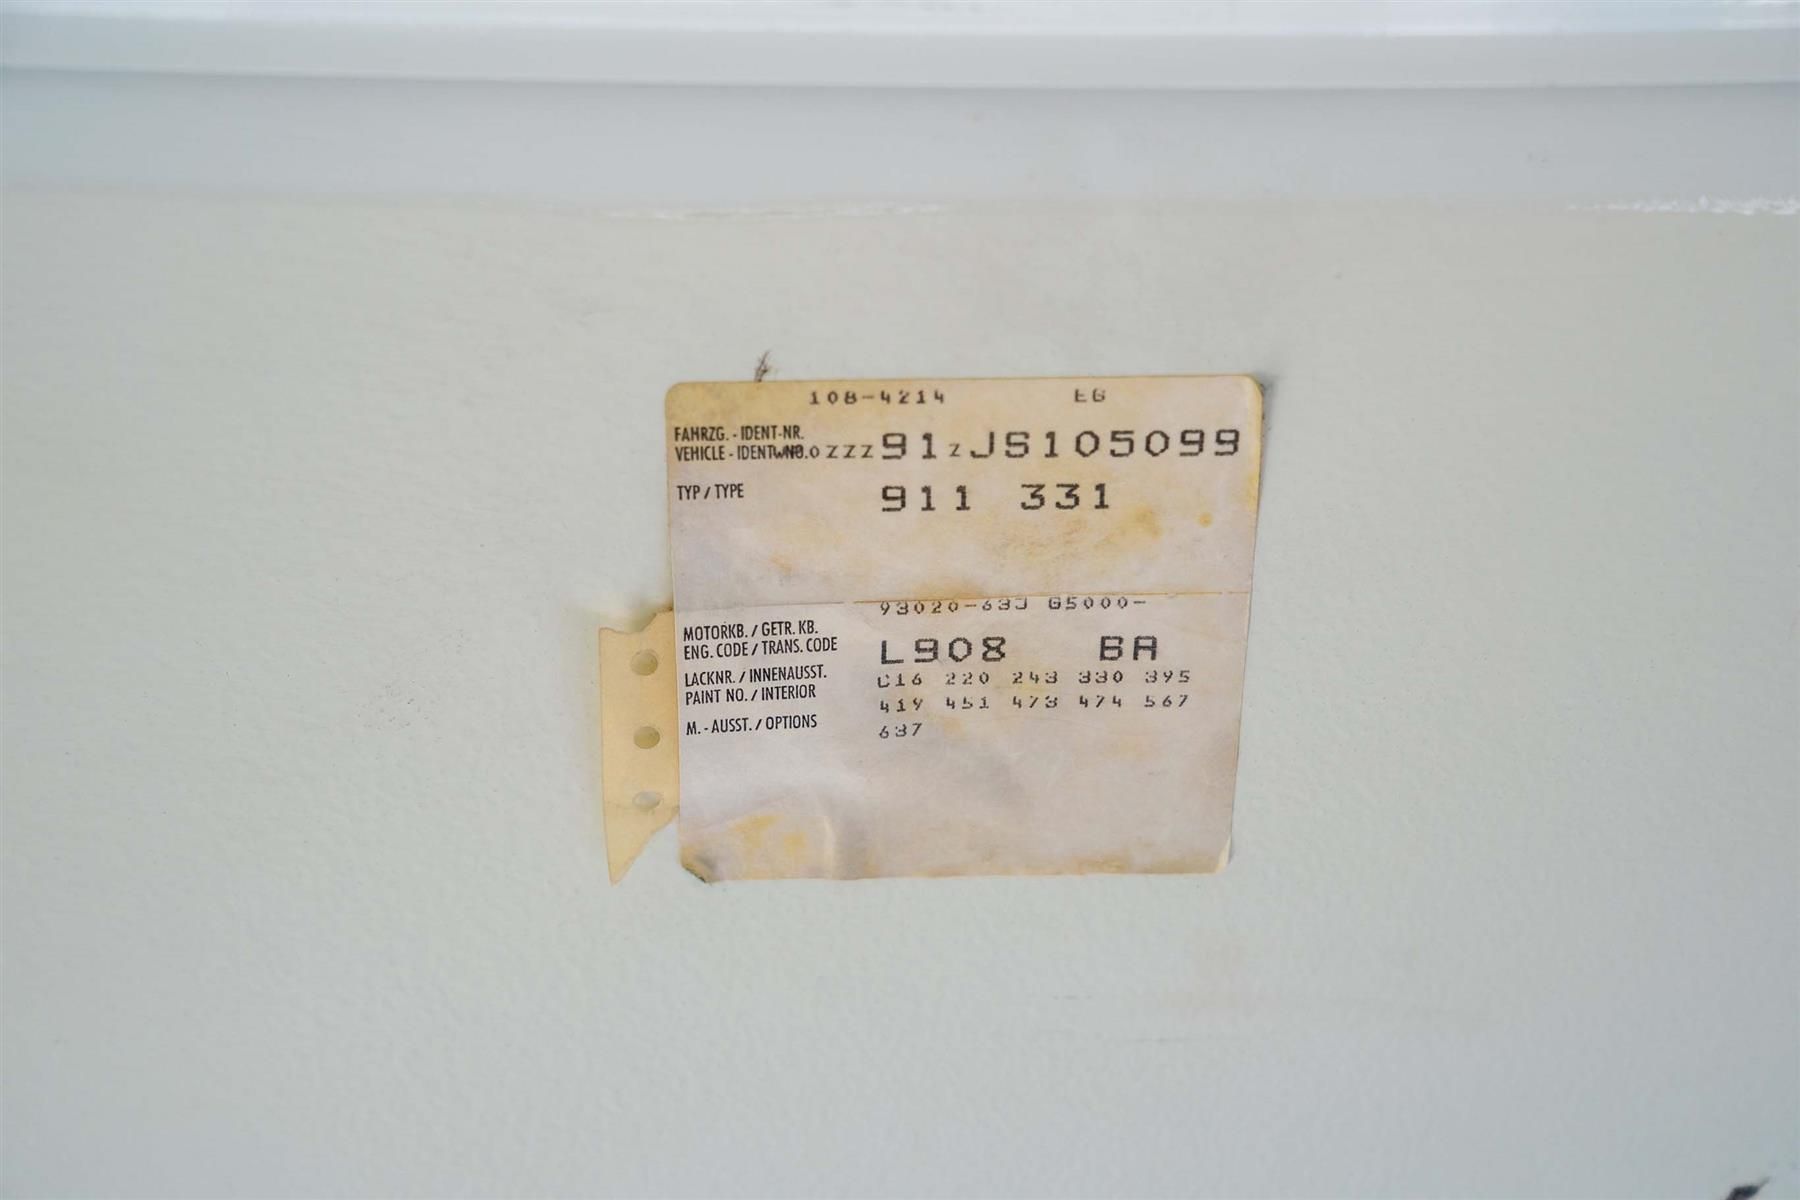 108-4214 EG
FAHRZG. - IDENT-NR.
VEHICLE - IDENT. NO. WP0ZZZ91ZJS105099
TYP / TYPE 911 331
93020-63J G5000-
MOTORKB. / GETR. KB.
ENG. CODE / TRANS. CODE L908 BA
LACKNR. / INNENAUSST. C16 220 243 330 395
PAINT NO. / INTERIOR 419 451 473 474 567
M. - AUSST. / OPTIONS 637